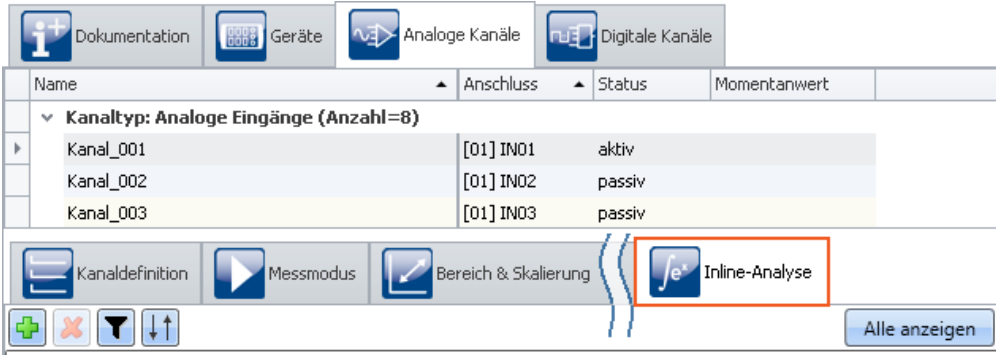 Dokumentation Geräte Analoge Kanäle Digitale Kanäle
Name Anschluss Status Momentanwert
Kanaltyp: Analoge Eingänge (Anzahl=8)
Kanal_001 [01] IN01 aktiv
Kanal_002 [01] IN02 passiv
Kanal_003 [01] IN03 passiv
Kanaldefinition Messmodus Bereich & Skalierung Inline-Analyse
Alle anzeigen